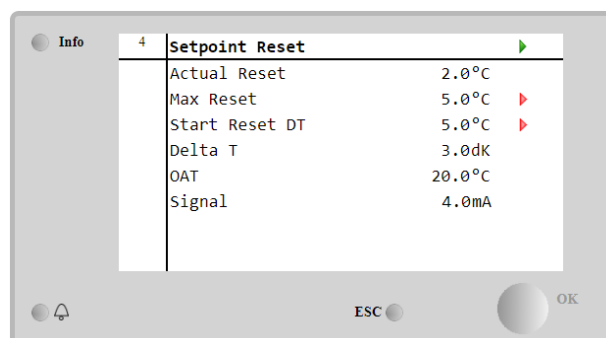 Info
4 Setpoint Reset
Actual Reset 2.0°C
Max Reset 5.0°C
Start Reset DT 5.0°C
Delta T 3.0dK
OAT 20.0°C
Signal 4.0mA
ESC OK